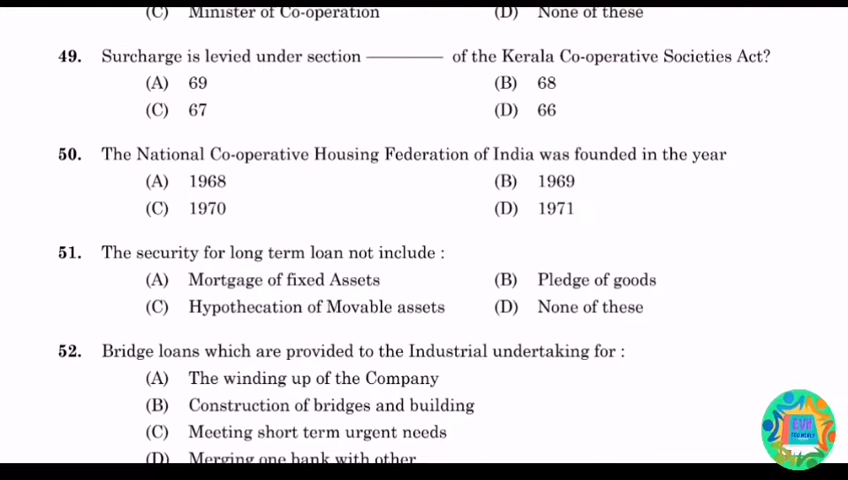 (C) Minister of Co-operation (D) None of these
49. Surcharge is levied under section ———— of the Kerala Co-operative Societies Act?
(A) 69 (B) 68
(C) 67 (D) 66
50. The National Co-operative Housing Federation of India was founded in the year
(A) 1968 (B) 1969
(C) 1970 (D) 1971
51. The security for long term loan not include :
(A) Mortgage of fixed Assets (B) Pledge of goods
(C) Hypothecation of Movable assets (D) None of these
52. Bridge loans which are provided to the Industrial undertaking for :
(A) The winding up of the Company
(B) Construction of bridges and building
(C) Meeting short term urgent needs
(D) Merging one bank with other